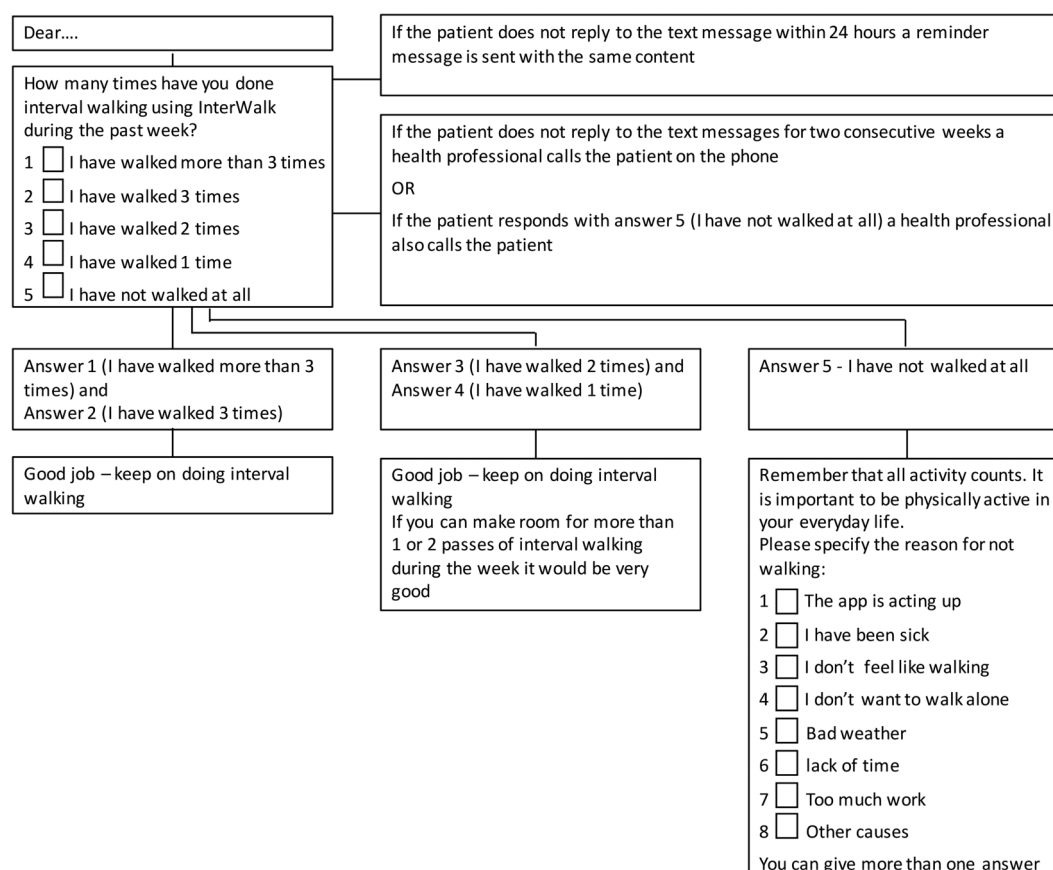 Dear....
If the patient does not reply to the text message within 24 hours a reminder
message is sent with the same content
How many times have you done
interval walking using InterWalk
during the past week?
1 I have walked more than 3 times
2 I have walked 3 times
3 I have walked 2 times
4 I have walked 1 time
5 I have not walked at all
If the patient does not reply to the text messages for two consecutive weeks a
health professional calls the patient on the phone
OR
If the patient responds with answer 5 (I have not walked at all) a health professional
also calls the patient
Answer 1 (I have walked more than 3
times) and
Answer 2 (I have walked 3 times)
Good job – keep on doing interval
walking
Answer 3 (I have walked 2 times) and
Answer 4 (I have walked 1 time)
Good job – keep on doing interval
walking
If you can make room for more than
1 or 2 passes of interval walking
during the week it would be very
good
Answer 5 - I have not walked at all
Remember that all activity counts. It
is important to be physically active in
your everyday life.
Please specify the reason for not
walking:
1 The app is acting up
2 I have been sick
3 I don’t feel like walking
4 I don’t want to walk alone
5 Bad weather
6 lack of time
7 Too much work
8 Other causes
You can give more than one answer